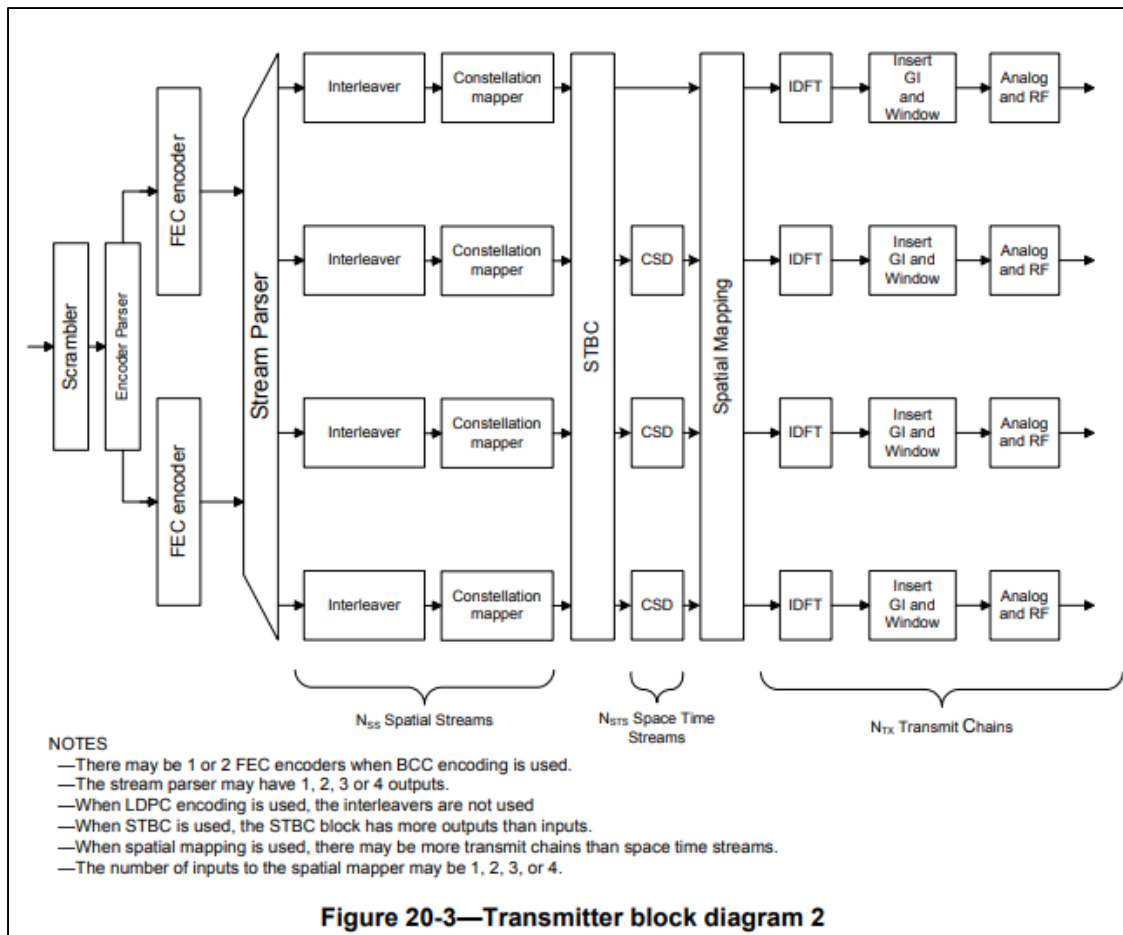 Scrambler
Encoder Parser
FEC encoder
FEC encoder
Stream Parser
Interleaver
Constellation
mapper
Interleaver
Constellation
mapper
Interleaver
Constellation
mapper
Interleaver
Constellation
mapper
STBC
CSD
CSD
CSD
Spatial Mapping
IDFT
Insert
GI
and
Window
Analog
and RF
IDFT
Insert
GI and
Window
Analog
and RF
IDFT
Insert
GI and
Window
Analog
and RF
IDFT
Insert
GI and
Window
Analog
and RF
NSS Spatial Streams
NSTS Space Time
Streams
NTX Transmit Chains
NOTES
—There may be 1 or 2 FEC encoders when BCC encoding is used.
—The stream parser may have 1, 2, 3 or 4 outputs.
—When LDPC encoding is used, the interleavers are not used
—When STBC is used, the STBC block has more outputs than inputs.
—When spatial mapping is used, there may be more transmit chains than space time streams.
—The number of inputs to the spatial mapper may be 1, 2, 3, or 4.
Figure 20-3—Transmitter block diagram 2